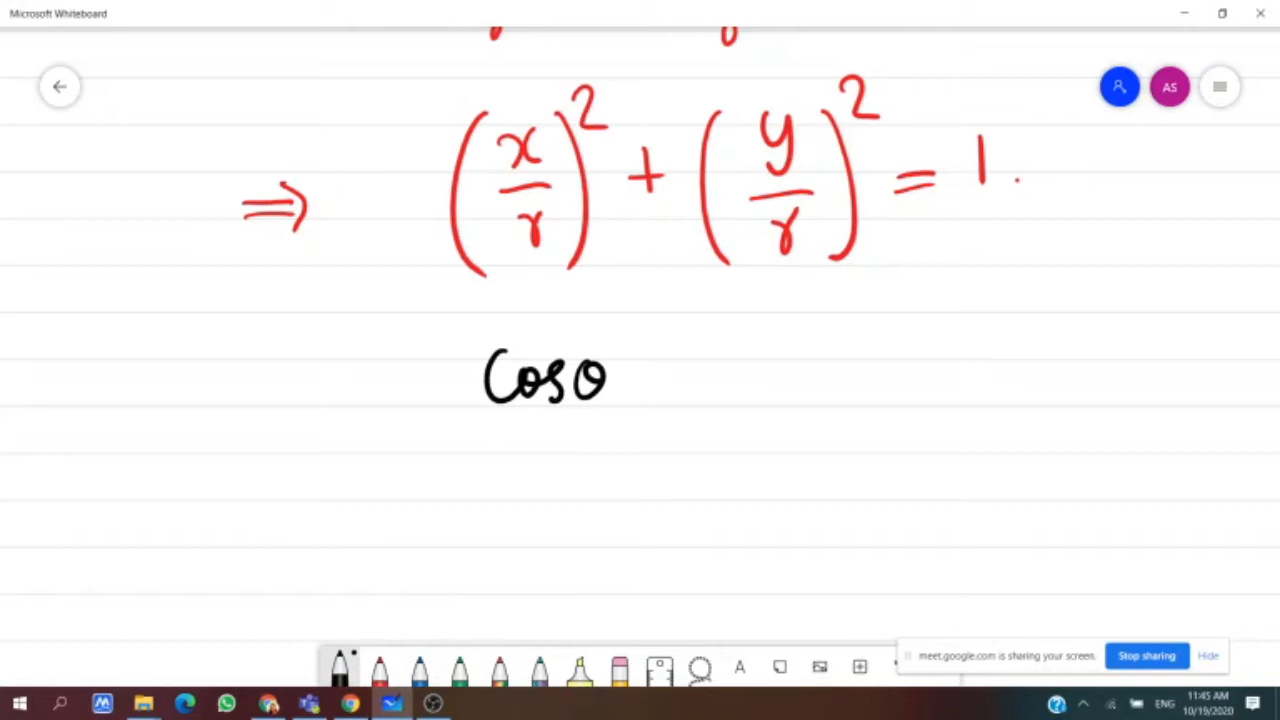 Microsoft Whiteboard
AS
⇒ (x/r)² + (y/r)² = 1.
Cosθ
A
meet.google.com is sharing your screen. Stop sharing Hide
ENG
11:45 AM
10/19/2020